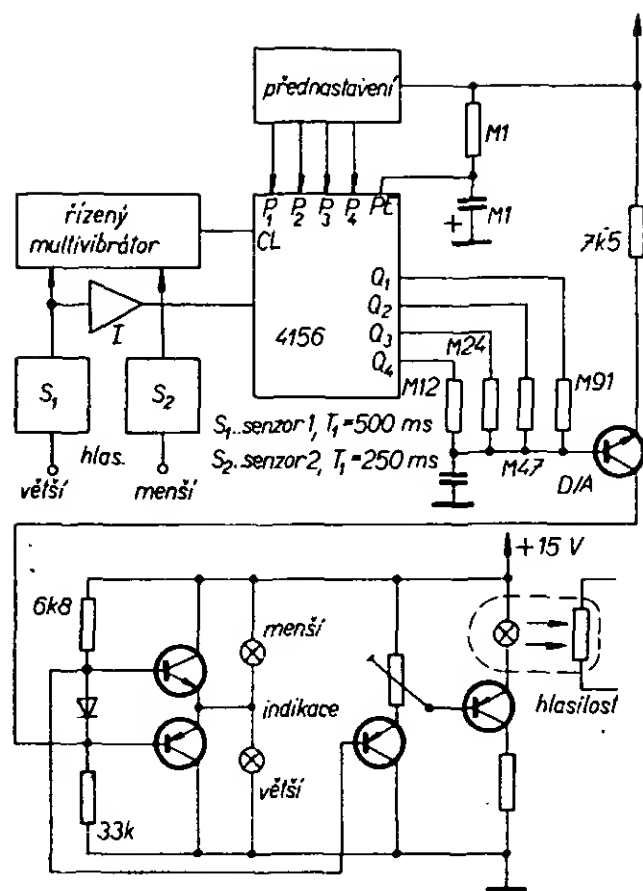 přednastavení
M1
P1 P2 P3 P4 PE
řízený
multivibrátor
CL
+
M1
7k5
Q1
Q2
Q3
Q4
I
4156
M24
M12
M91
S1
S2
S1..senzor 1, T1=500 ms
hlas.
S2..senzor 2, T1=250 ms
M47
větší
menší
D/A
+15 V
6k8
menší
indikace
hlasilost
větší
33k